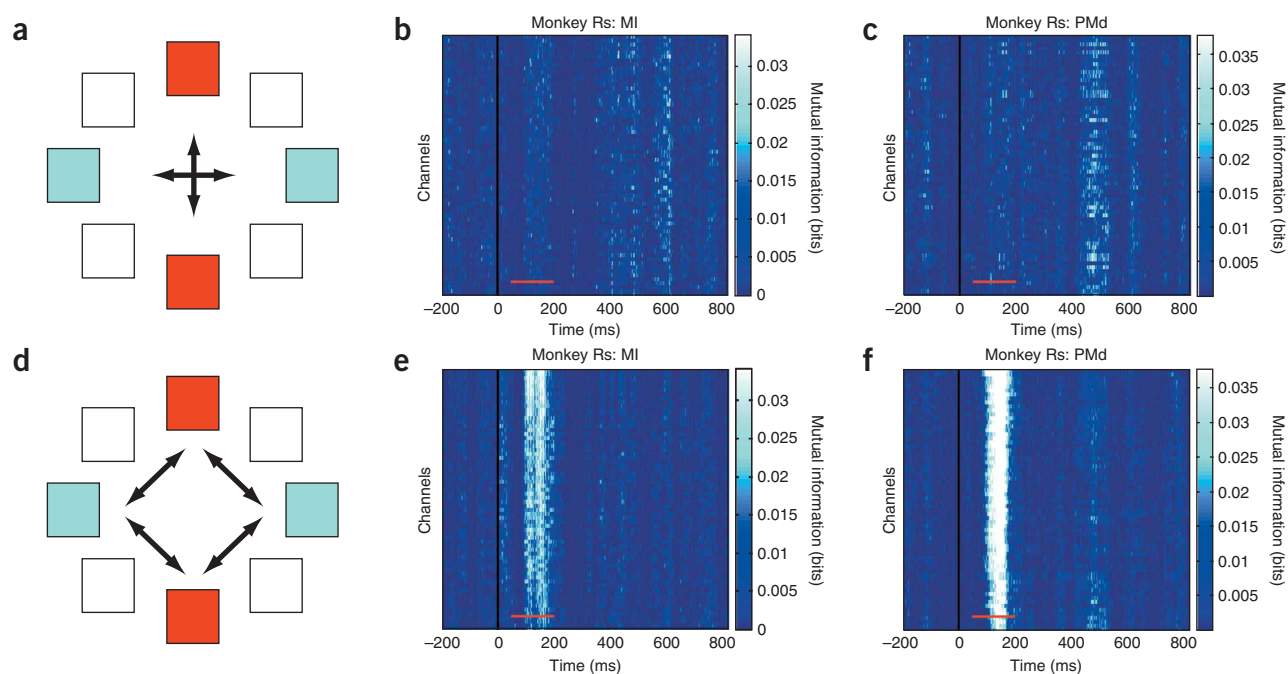 a
b
Monkey Rs: MI
Channels
–200 0 200 400 600 800
Time (ms)
0.03
0.025
0.02
0.015
0.01
0.005
0
Mutual information (bits)
c
Monkey Rs: PMd
Channels
–200 0 200 400 600 800
Time (ms)
0.035
0.03
0.025
0.02
0.015
0.01
0.005
Mutual information (bits)
d
e
Monkey Rs: MI
Channels
–200 0 200 400 600 800
Time (ms)
0.03
0.025
0.02
0.015
0.01
0.005
0
Mutual information (bits)
f
Monkey Rs: PMd
Channels
–200 0 200 400 600 800
Time (ms)
0.035
0.03
0.025
0.02
0.015
0.01
0.005
Mutual information (bits)